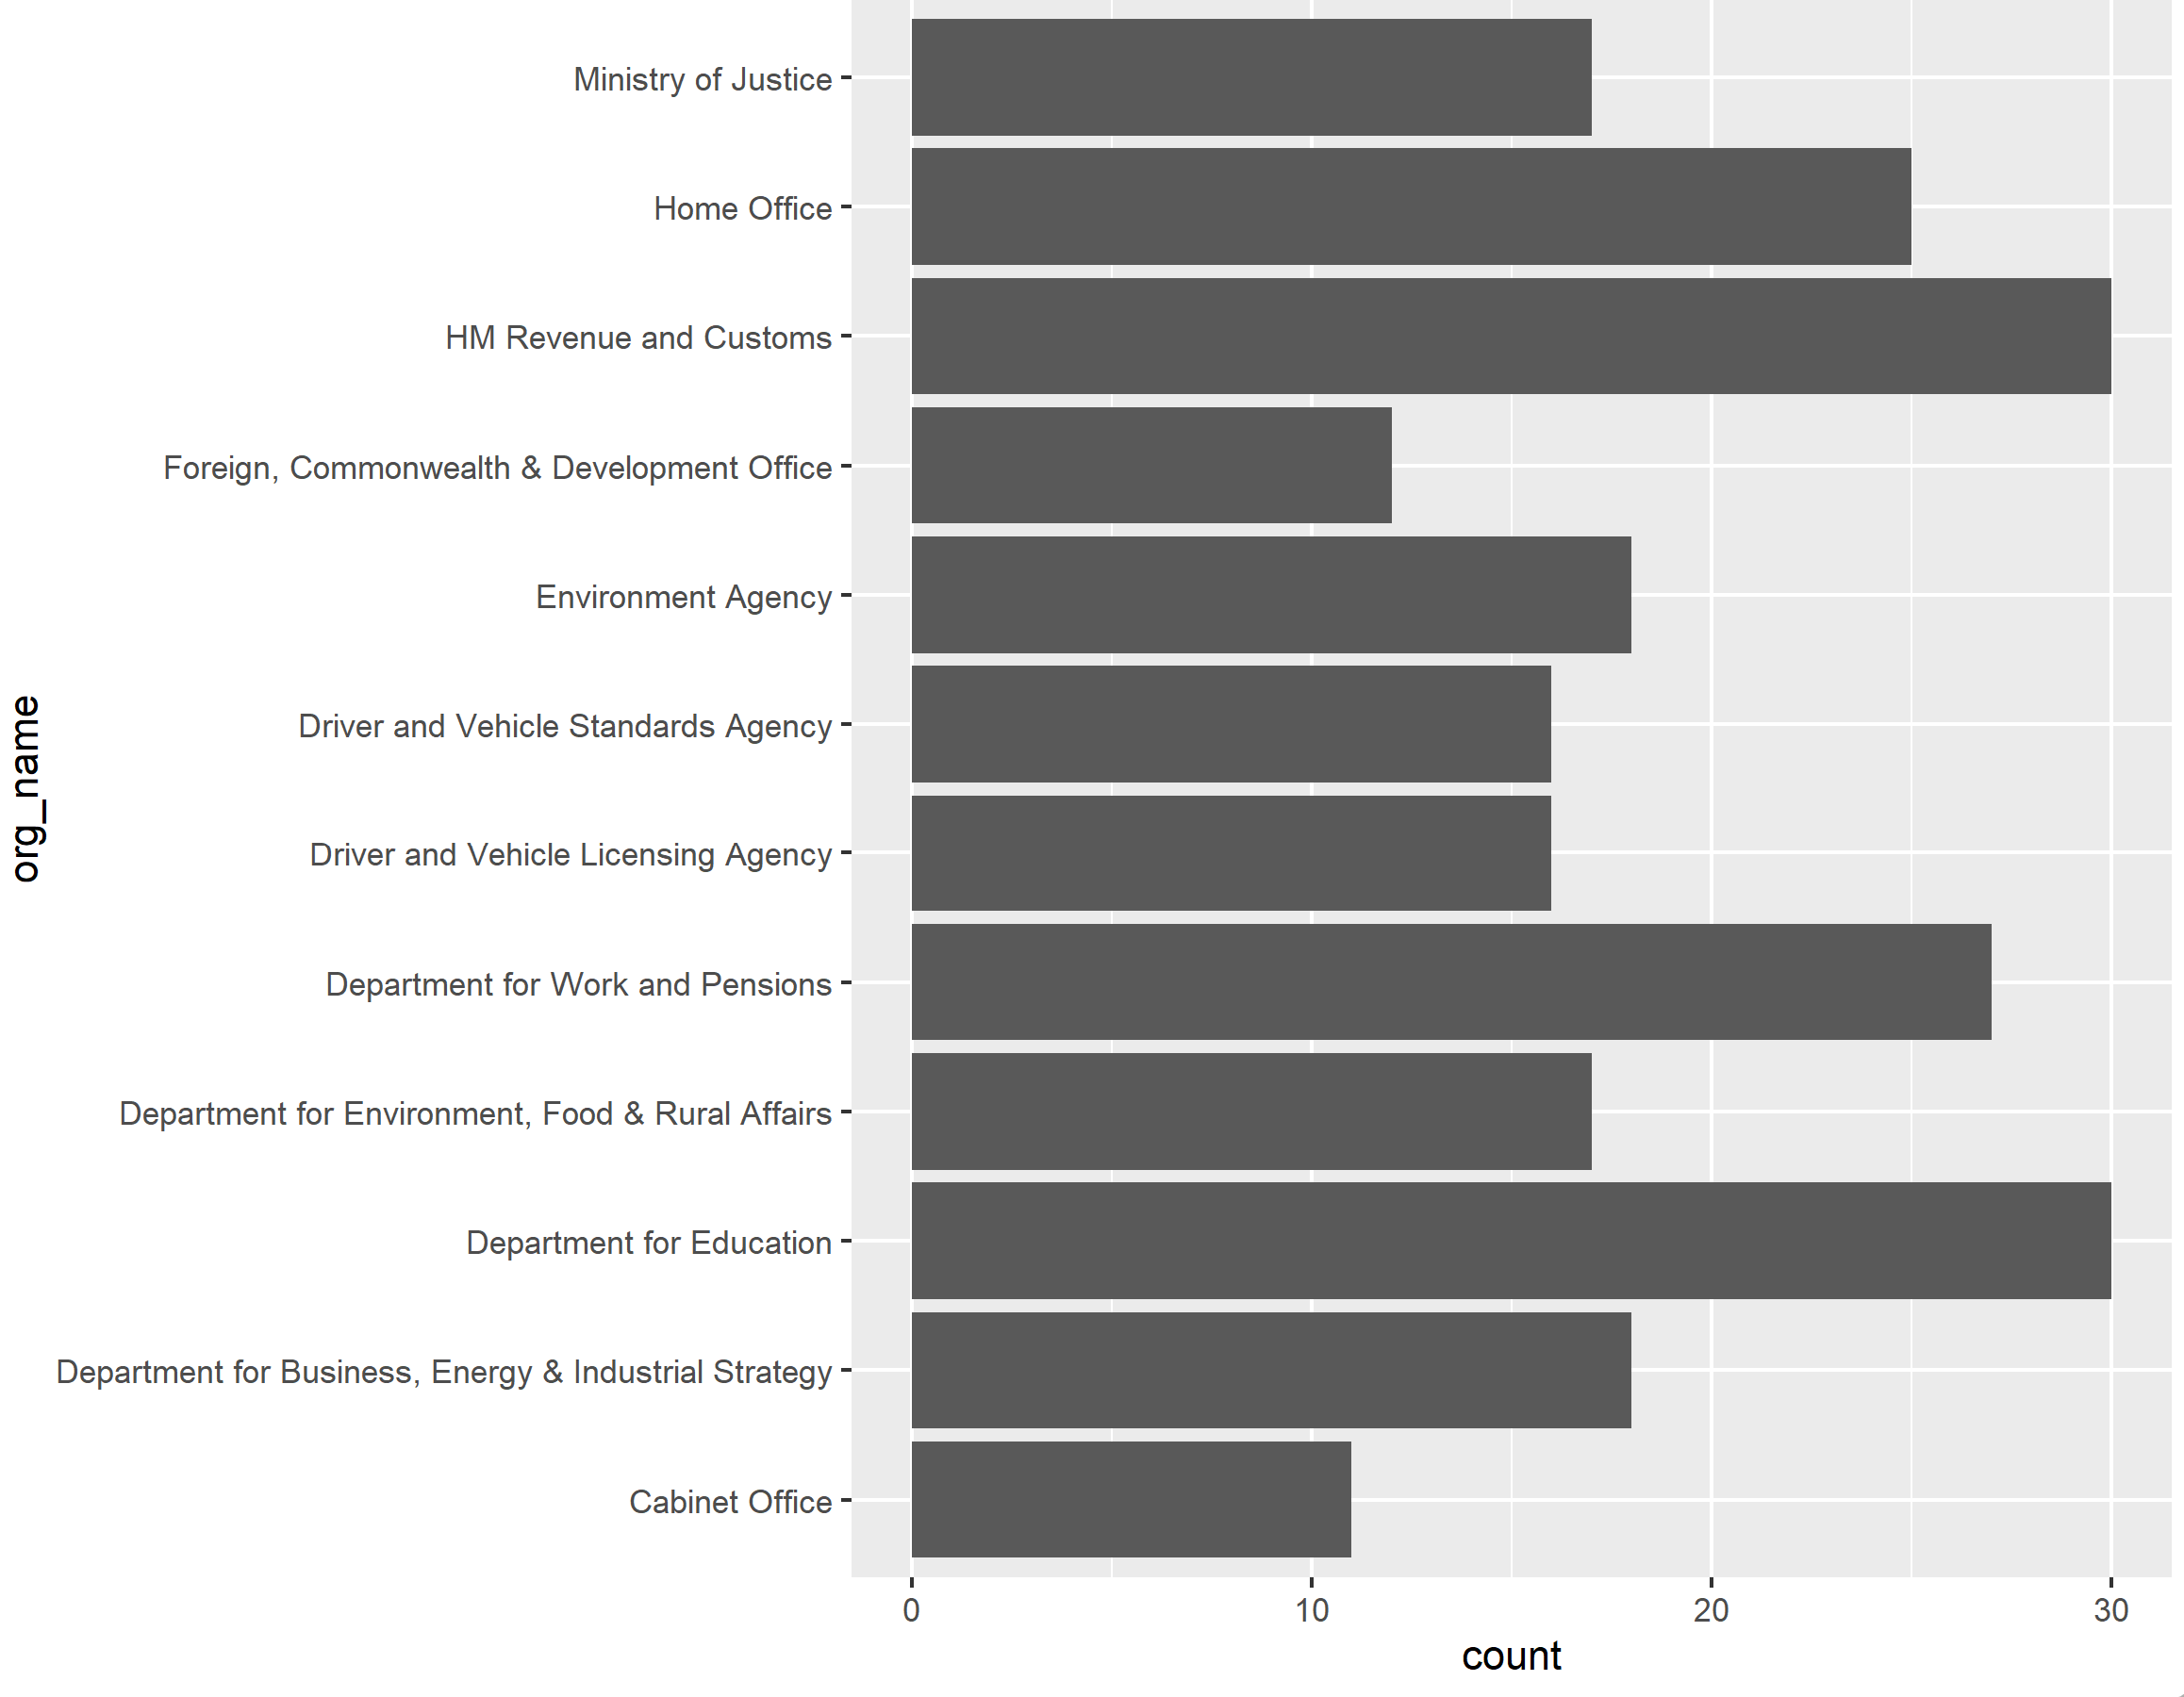 Ministry of Justice
Home Office
HM Revenue and Customs
Foreign, Commonwealth & Development Office
Environment Agency
Driver and Vehicle Standards Agency
Driver and Vehicle Licensing Agency
Department for Work and Pensions
Department for Environment, Food & Rural Affairs
Department for Education
Department for Business, Energy & Industrial Strategy
Cabinet Office
org_name
0 10 20 30
count